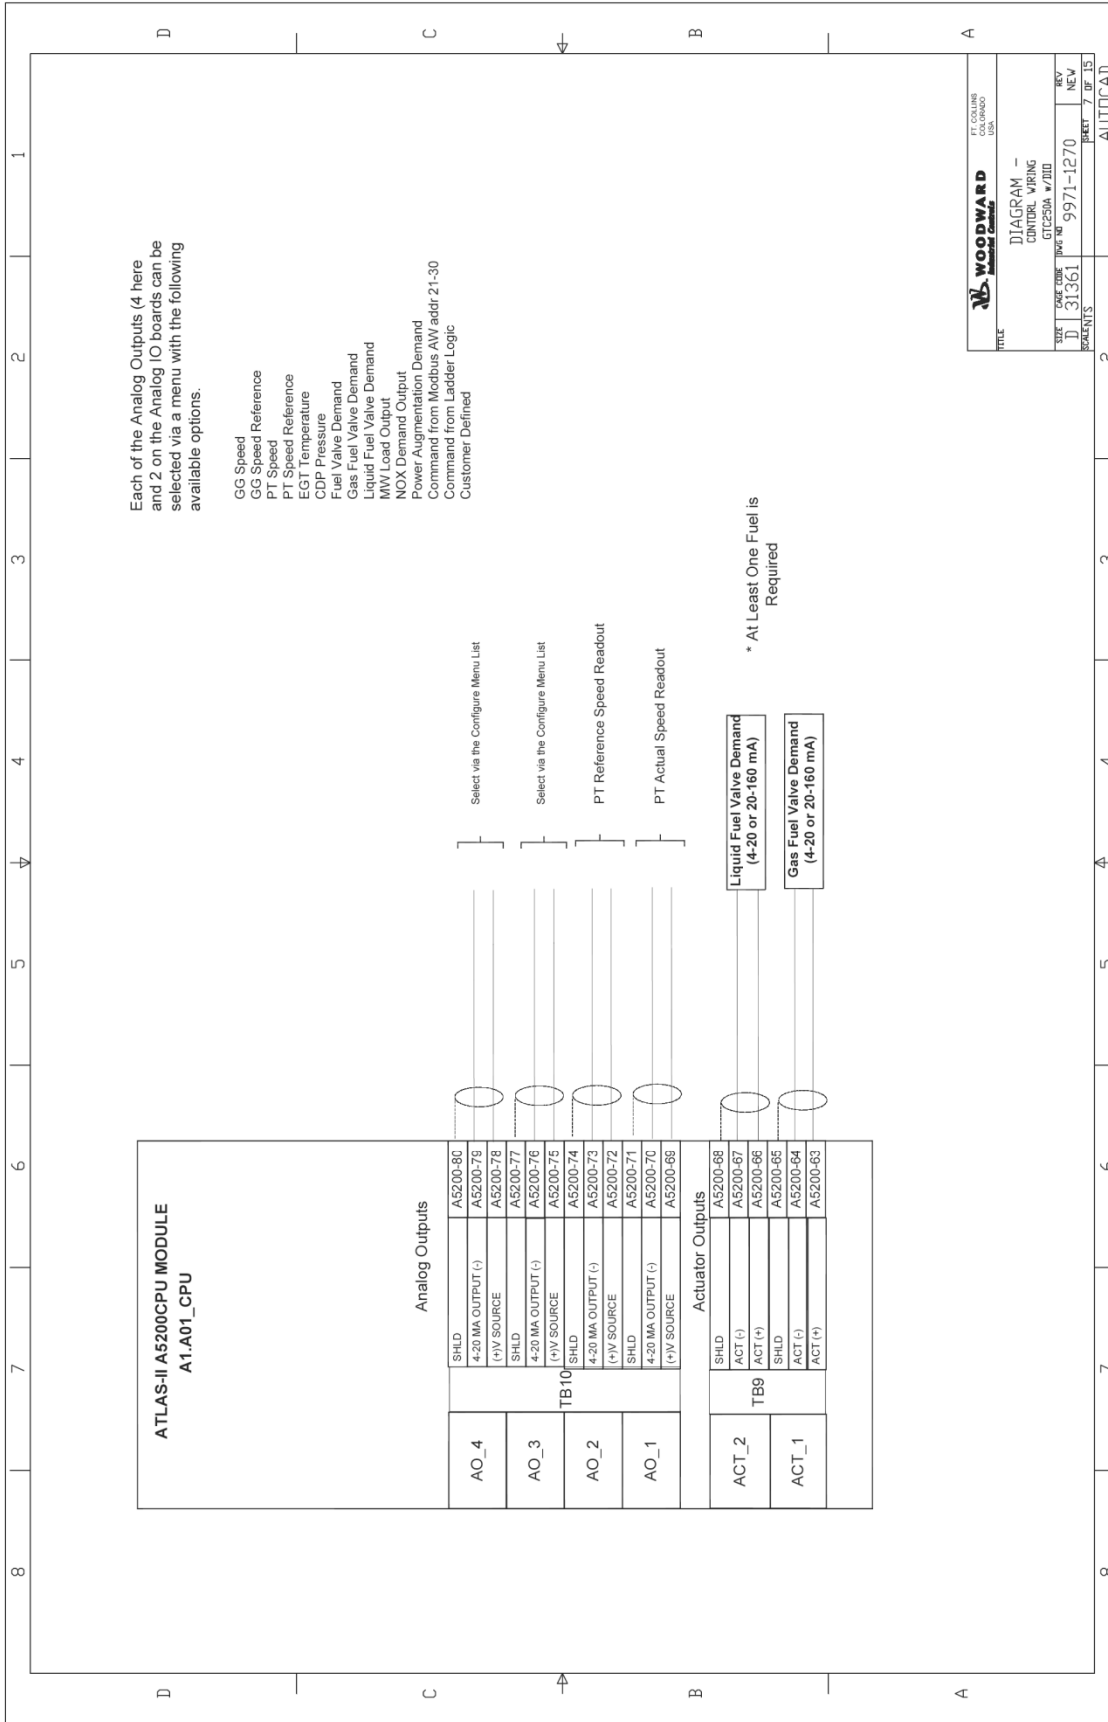 8
7
6
5
4
3
2
1
D
C
B
A
ATLAS-II A5200CPU MODULE
A1.A01_CPU
Analog Outputs
AO_4
TB10
SHLD A5200-80
4-20 MA OUTPUT (-) A5200-79
(+)V SOURCE A5200-78
Select via the Configure Menu List
AO_3
SHLD A5200-77
4-20 MA OUTPUT (-) A5200-76
(+)V SOURCE A5200-75
Select via the Configure Menu List
AO_2
SHLD A5200-74
4-20 MA OUTPUT (-) A5200-73
(+)V SOURCE A5200-72
PT Reference Speed Readout
AO_1
SHLD A5200-71
4-20 MA OUTPUT (-) A5200-70
(+)V SOURCE A5200-69
PT Actual Speed Readout
Actuator Outputs
ACT_2
TB9
SHLD A5200-68
ACT (-) A5200-67
ACT (+) A5200-66
Liquid Fuel Valve Demand
(4-20 or 20-160 mA)
ACT_1
SHLD A5200-65
ACT (-) A5200-64
ACT (+) A5200-63
Gas Fuel Valve Demand
(4-20 or 20-160 mA)
* At Least One Fuel is
Required
Each of the Analog Outputs (4 here
and 2 on the Analog IO boards can be
selected via a menu with the following
available options.
GG Speed
GG Speed Reference
PT Speed
PT Speed Reference
EGT Temperature
CDP Pressure
Fuel Valve Demand
Gas Fuel Valve Demand
Liquid Fuel Valve Demand
MW Load Output
NOX Demand Output
Power Augmentation Demand
Command from Modbus AW addr 21-30
Command from Ladder Logic
Customer Defined
WOODWARD
Industrial Controls
FT. COLLINS
COLORADO
USA
TITLE
DIAGRAM -
CONTORL WIRING
GTC250A w/DID
SIZE
D
CAGE CODE
31361
DWG NO
9971-1270
REV
NEW
SCALE NTS
SHEET 7 OF 15
AUTOCAD
8
7
6
5
4
3
2
D
C
B
A